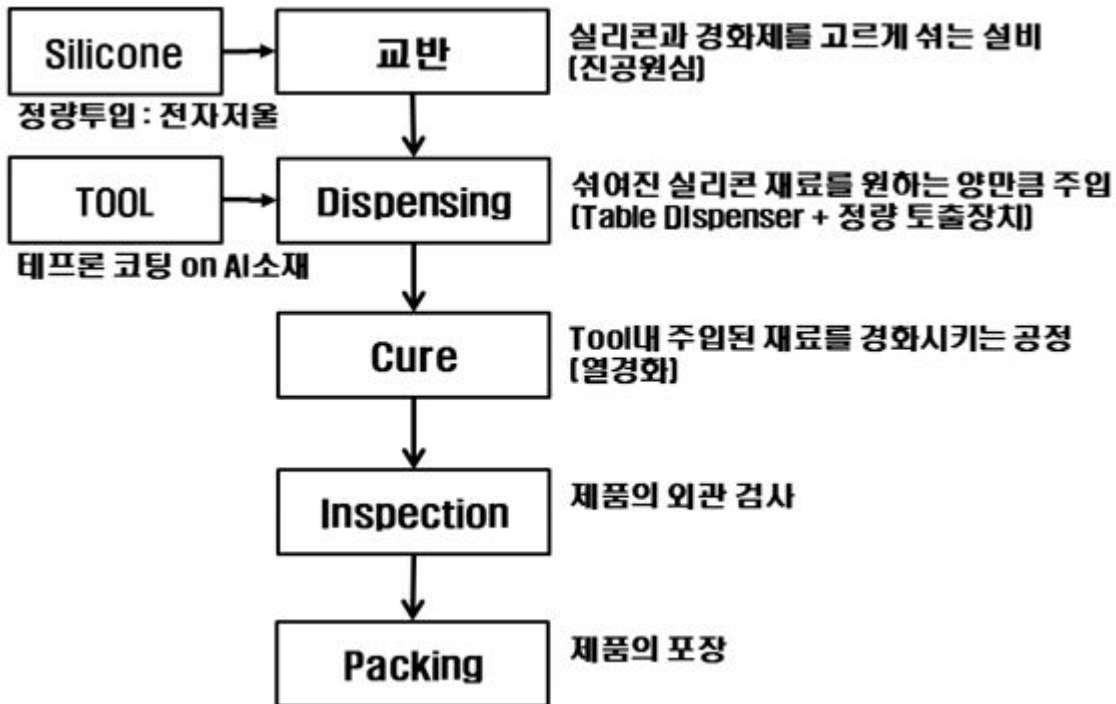 Silicone
교반
실리콘과 경화제를 고르게 섞는 설비
(진공원심)
정량투입 : 전자저울
TOOL
Dispensing
섞여진 실리콘 재료를 원하는 양만큼 주입
(Table DIspenser + 정량 토출장치)
테프론 코팅 on Al소재
Cure
Tool내 주입된 재료를 경화시키는 공정
(열경화)
Inspection
제품의 외관 검사
Packing
제품의 포장